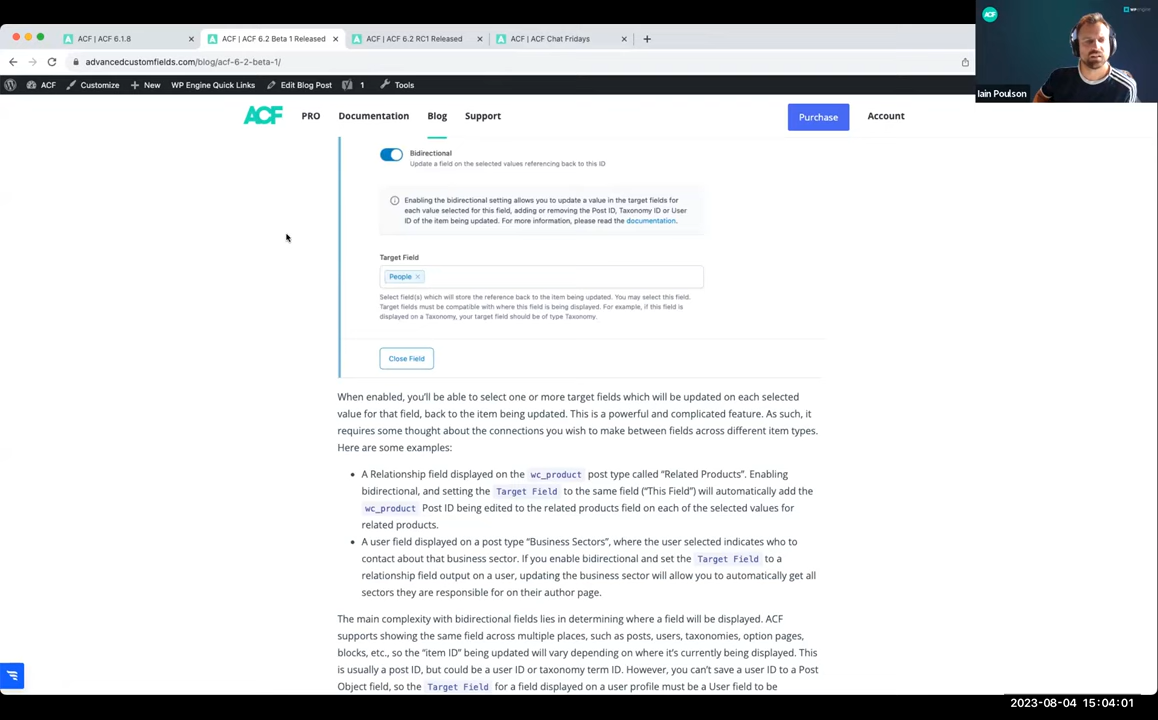 ACF | ACF 6.1.8
ACF | ACF 6.2 Beta 1 Released
ACF | ACF 6.2 RC1 Released
ACF | ACF Chat Fridays
advancedcustomfields.com/blog/acf-6-2-beta-1/
ACF Customize New WP Engine Quick Links Edit Blog Post 1 Tools
ACF PRO Documentation Blog Support Purchase Account
Iain Poulson
Bidirectional
Update a field on the selected values referencing back to this ID
Enabling the bidirectional setting allows you to update a value in the target fields for
each value selected for this field, adding or removing the Post ID, Taxonomy ID or User
ID of the item being updated. For more information, please read the documentation.
Target Field
People ×
Select field(s) which will store the reference back to the item being updated. You may select this field.
Target fields must be compatible with where this field is being displayed. For example, if this field is
displayed on a Taxonomy, your target field should be of type Taxonomy.
Close Field
When enabled, you'll be able to select one or more target fields which will be updated on each selected
value for that field, back to the item being updated. This is a powerful and complicated feature. As such, it
requires some thought about the connections you wish to make between fields across different item types.
Here are some examples:
• A Relationship field displayed on the wc_product post type called “Related Products”. Enabling
bidirectional, and setting the Target Field to the same field (“This Field”) will automatically add the
wc_product Post ID being edited to the related products field on each of the selected values for
related products.
• A user field displayed on a post type “Business Sectors”, where the user selected indicates who to
contact about that business sector. If you enable bidirectional and set the Target Field to a
relationship field output on a user, updating the business sector will allow you to automatically get all
sectors they are responsible for on their author page.
The main complexity with bidirectional fields lies in determining where a field will be displayed. ACF
supports showing the same field across multiple places, such as posts, users, taxonomies, option pages,
blocks, etc., so the “item ID” being updated will vary depending on where it's currently being displayed. This
is usually a post ID, but could be a user ID or taxonomy term ID. However, you can't save a user ID to a Post
Object field, so the Target Field for a field displayed on a user profile must be a User field to be
2023-08-04 15:04:01